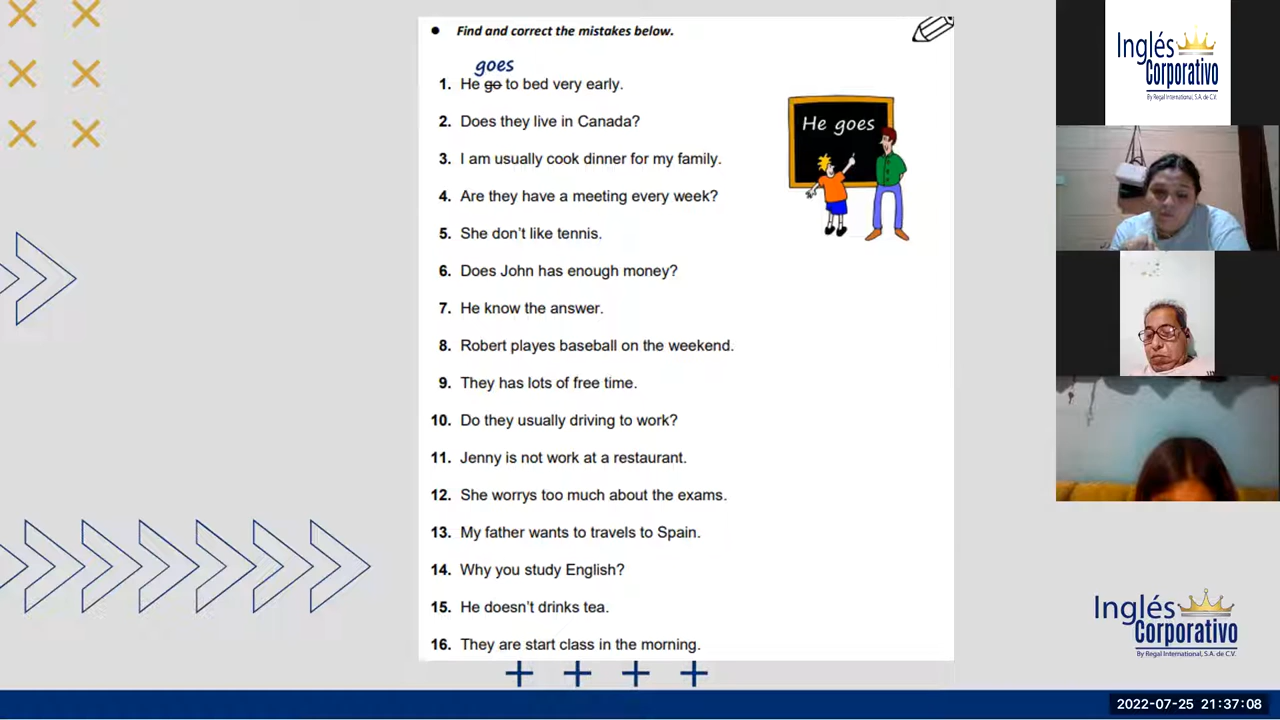 ● Find and correct the mistakes below.
goes
1. He go to bed very early.
2. Does they live in Canada?
3. I am usually cook dinner for my family.
4. Are they have a meeting every week?
5. She don't like tennis.
6. Does John has enough money?
7. He know the answer.
8. Robert playes baseball on the weekend.
9. They has lots of free time.
10. Do they usually driving to work?
11. Jenny is not work at a restaurant.
12. She worrys too much about the exams.
13. My father wants to travels to Spain.
14. Why you study English?
15. He doesn't drinks tea.
16. They are start class in the morning.
He goes
Inglés
Corporativo
By Regal International, S.A. de C.V.
Inglés
Corporativo
By Regal International, S.A. de C.V.
2022-07-25 21:37:08